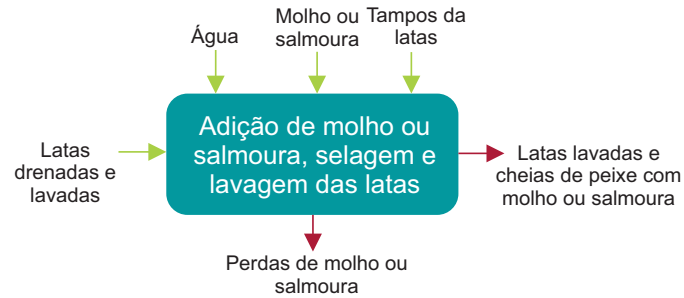 Água
Molho ou
salmoura
Tampos da
latas
Adição de molho ou
salmoura, selagem e
lavagem das latas
Latas
drenadas e
lavadas
Latas lavadas e
cheias de peixe com
molho ou salmoura
Perdas de molho ou
salmoura